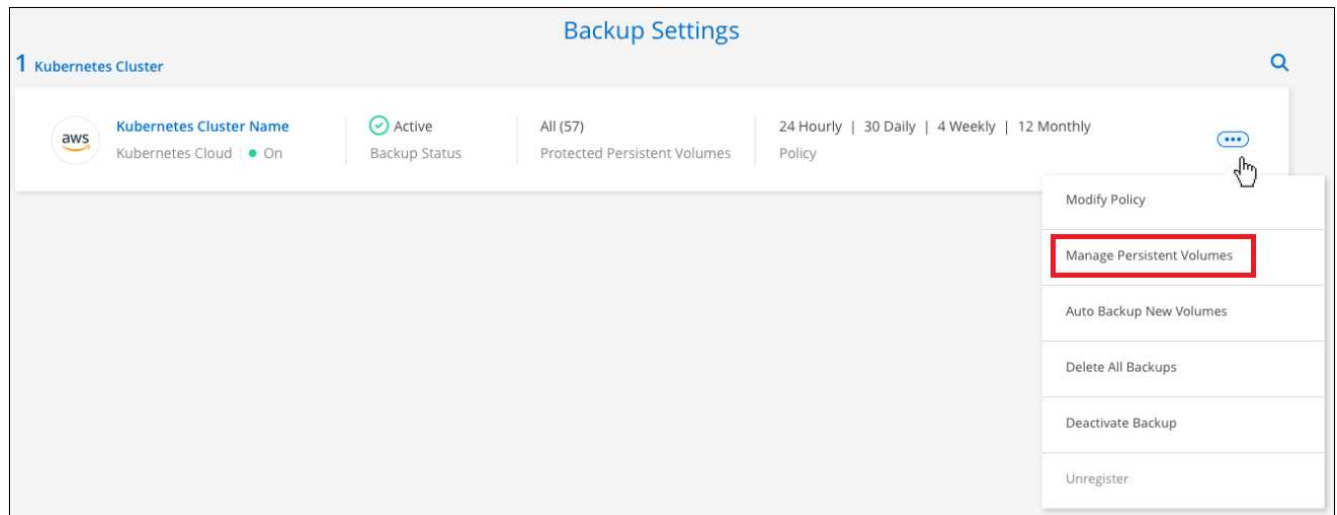 Backup Settings
1 Kubernetes Cluster
aws
Kubernetes Cluster Name
Kubernetes Cloud | On
Active
Backup Status
All (57)
Protected Persistent Volumes
24 Hourly | 30 Daily | 4 Weekly | 12 Monthly
Policy
Modify Policy
Manage Persistent Volumes
Auto Backup New Volumes
Delete All Backups
Deactivate Backup
Unregister